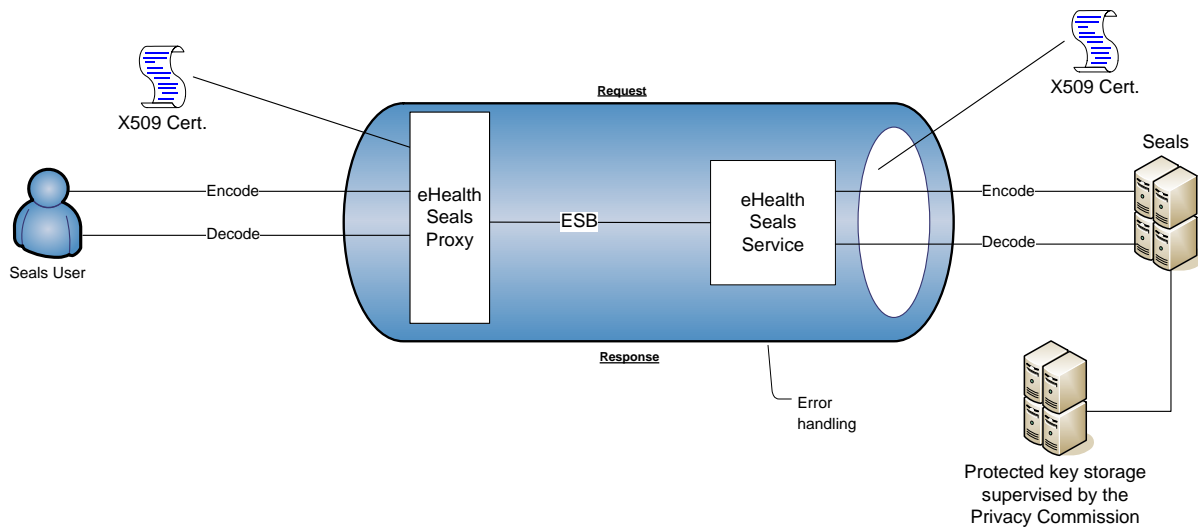 X509 Cert.
X509 Cert.
Request
Seals
Encode
Decode
Seals User
eHealth
Seals
Proxy
ESB
eHealth
Seals
Service
Encode
Decode
Response
Error
handling
Protected key storage
supervised by the
Privacy Commission